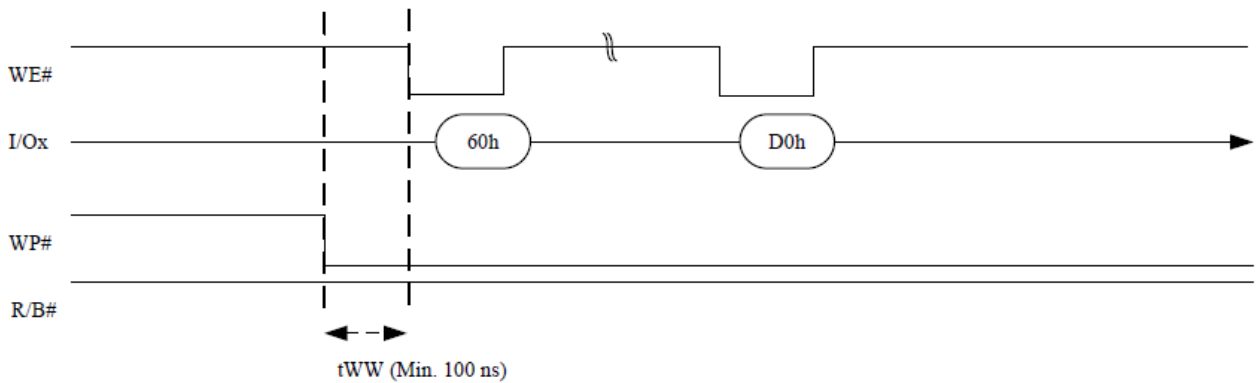 WE#
I/Ox
60h
D0h
WP#
R/B#
tWW (Min. 100 ns)